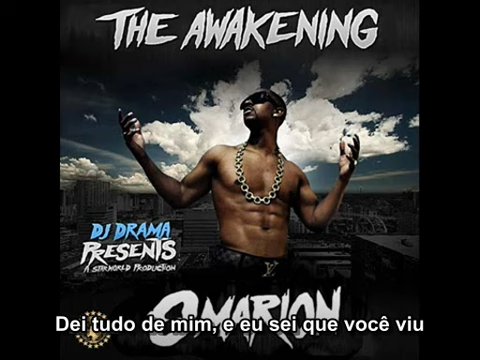 THE AWAKENING
DJ DRAMA
PRESENTS
A STARWORLD PRODUCTION
OMARION
Dei tudo de mim, e eu sei que você viu